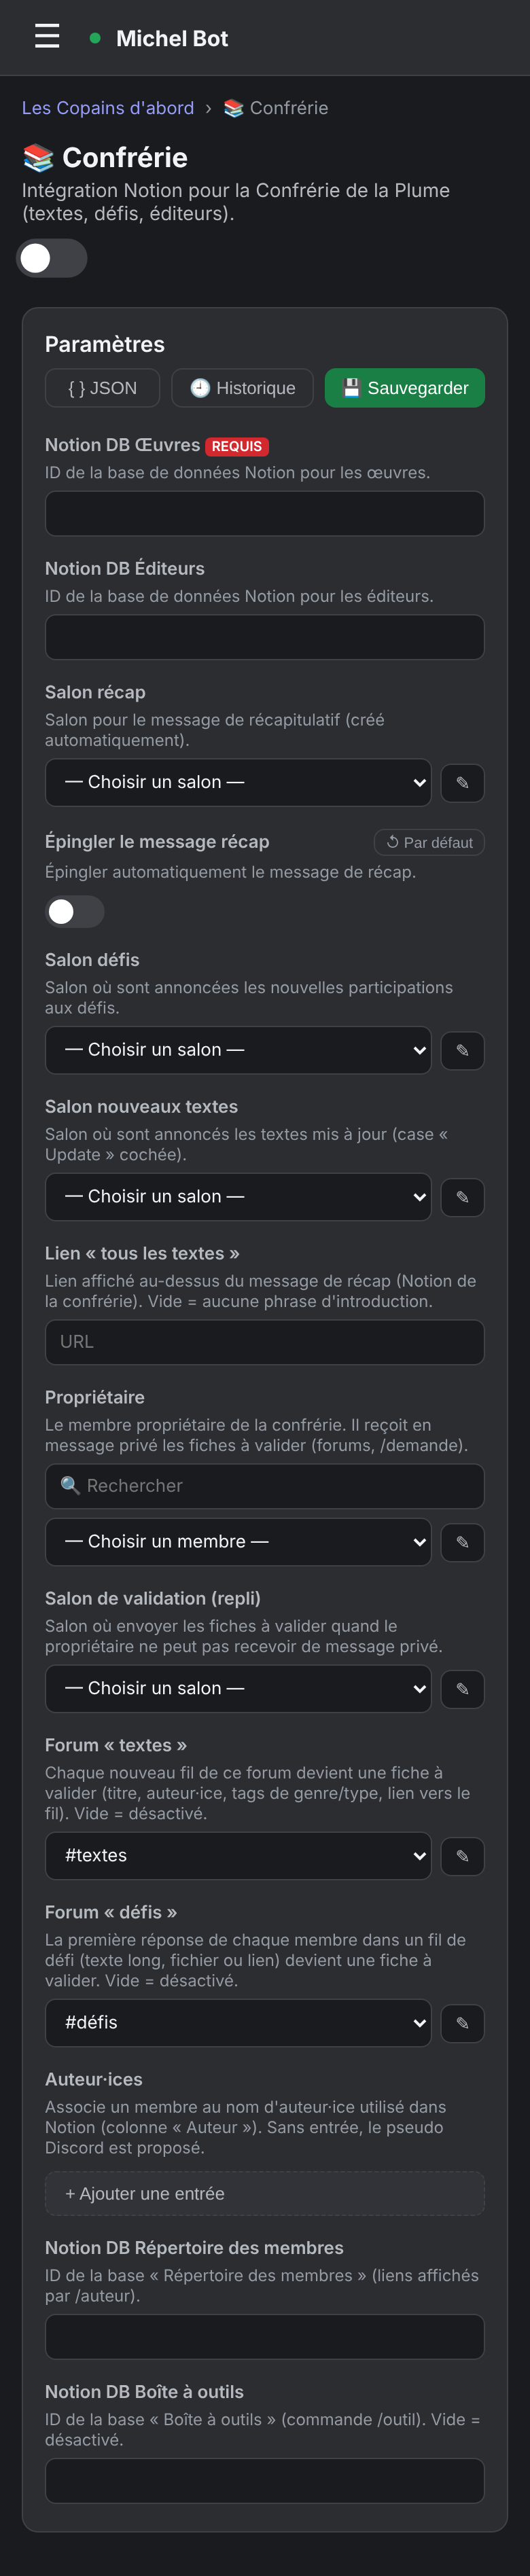 ☰ Michel Bot
Les Copains d'abord › 📚 Confrérie
📚 Confrérie
Intégration Notion pour la Confrérie de la Plume
(textes, défis, éditeurs).
Paramètres
{ } JSON
🕘 Historique
💾 Sauvegarder
Notion DB Œuvres REQUIS
ID de la base de données Notion pour les œuvres.
Notion DB Éditeurs
ID de la base de données Notion pour les éditeurs.
Salon récap
Salon pour le message de récapitulatif (créé
automatiquement).
— Choisir un salon — ✎
Épingler le message récap ↺ Par défaut
Épingler automatiquement le message de récap.
Salon défis
Salon où sont annoncées les nouvelles participations
aux défis.
— Choisir un salon — ✎
Salon nouveaux textes
Salon où sont annoncés les textes mis à jour (case «
Update » cochée).
— Choisir un salon — ✎
Lien « tous les textes »
Lien affiché au-dessus du message de récap (Notion de
la confrérie). Vide = aucune phrase d'introduction.
URL
Propriétaire
Le membre propriétaire de la confrérie. Il reçoit en
message privé les fiches à valider (forums, /demande).
🔍 Rechercher
— Choisir un membre — ✎
Salon de validation (repli)
Salon où envoyer les fiches à valider quand le
propriétaire ne peut pas recevoir de message privé.
— Choisir un salon — ✎
Forum « textes »
Chaque nouveau fil de ce forum devient une fiche à
valider (titre, auteur·ice, tags de genre/type, lien vers le
fil). Vide = désactivé.
#textes ✎
Forum « défis »
La première réponse de chaque membre dans un fil de
défi (texte long, fichier ou lien) devient une fiche à
valider. Vide = désactivé.
#défis ✎
Auteur·ices
Associe un membre au nom d'auteur·ice utilisé dans
Notion (colonne « Auteur »). Sans entrée, le pseudo
Discord est proposé.
+ Ajouter une entrée
Notion DB Répertoire des membres
ID de la base « Répertoire des membres » (liens affichés
par /auteur).
Notion DB Boîte à outils
ID de la base « Boîte à outils » (commande /outil). Vide =
désactivé.